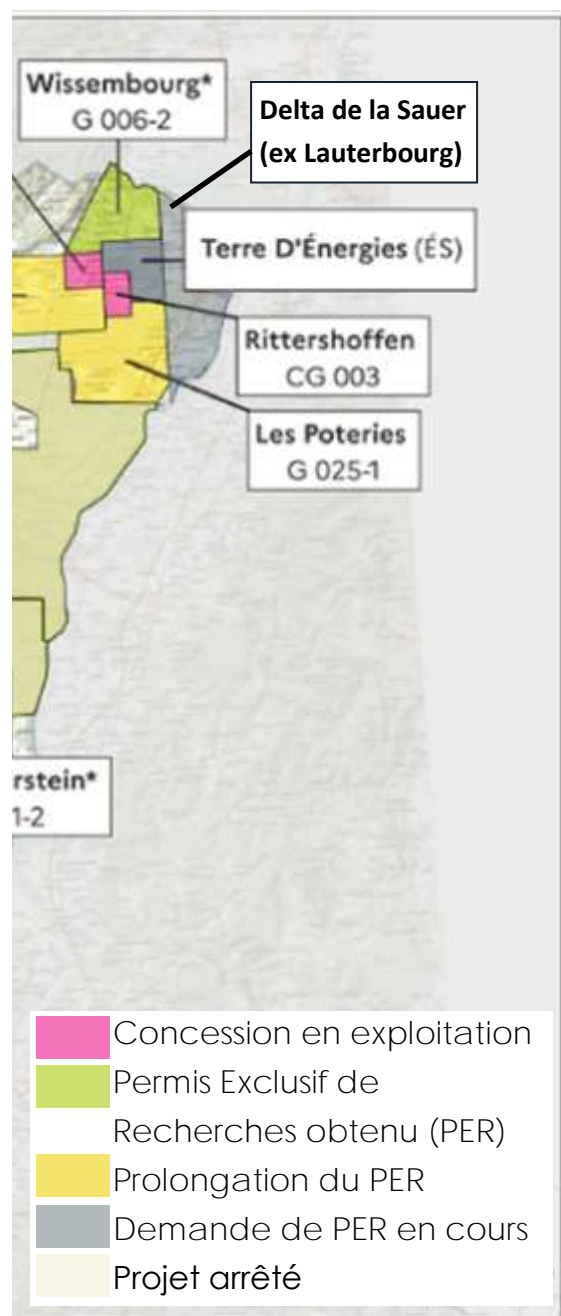 Wissembourg*
G 006-2
Delta de la Sauer
(ex Lauterbourg)
Terre D'Énergies (ÉS)
Rittershoffen
CG 003
Les Poteries
G 025-1
rstein*
1-2
Concession en exploitation
Permis Exclusif de
Recherches obtenu (PER)
Prolongation du PER
Demande de PER en cours
Projet arrêté